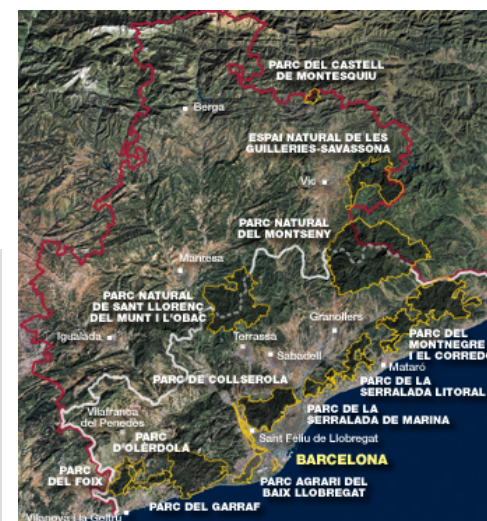 PARC DEL CASTELL
DE MONTESQUIU
Berga
ESPAI NATURAL DE LES
GUILLERIES-SAVASSONA
Vic
PARC NATURAL
DEL MONTSENY
Manresa
PARC NATURAL
DE SANT LLORENÇ
DEL MUNT I L'OBAC
Granollers
Igualada
Terrassa
PARC DEL
MONTNEGRE
I EL CORREDO
Sabadell
Mataró
PARC DE COLLSEROLA
PARC DE LA
SERRALADA LITORAL
Vilafranca
del Penedès
PARC DE LA
SERRALADA DE MARINA
PARC
D'OLÈRDOLA
Sant Feliu de Llobregat
BARCELONA
PARC
DEL FOIX
PARC AGRARI DEL
BAIX LLOBREGAT
PARC DEL GARRAF
Vilanova i la Geltrú